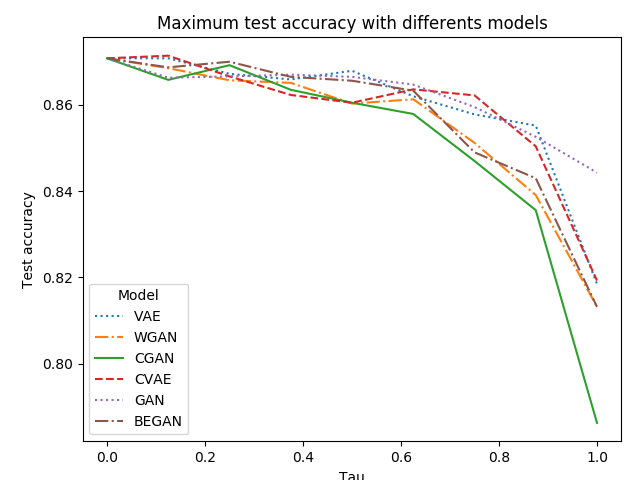 Maximum test accuracy with differents models
Test accuracy
0.86
0.84
0.82
0.80
Model
VAE
WGAN
CGAN
CVAE
GAN
BEGAN
0.0 0.2 0.4 0.6 0.8 1.0
Tau